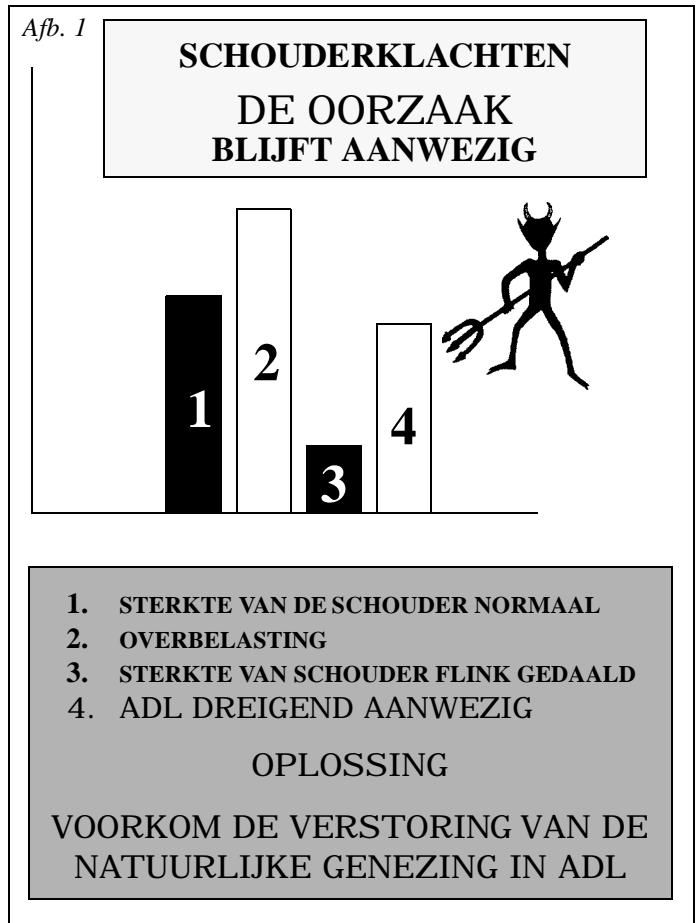 Afb. 1
SCHOUDERKLACHTEN
DE OORZAAK
BLIJFT AANWEZIG
1
2
3
4
1. STERKTE VAN DE SCHOUDER NORMAAL
2. OVERBELASTING
3. STERKTE VAN SCHOUDER FLINK GEDAALD
4. ADL DREIGEND AANWEZIG
OPLOSSING
VOORKOM DE VERSTORING VAN DE
NATUURLIJKE GENEZING IN ADL